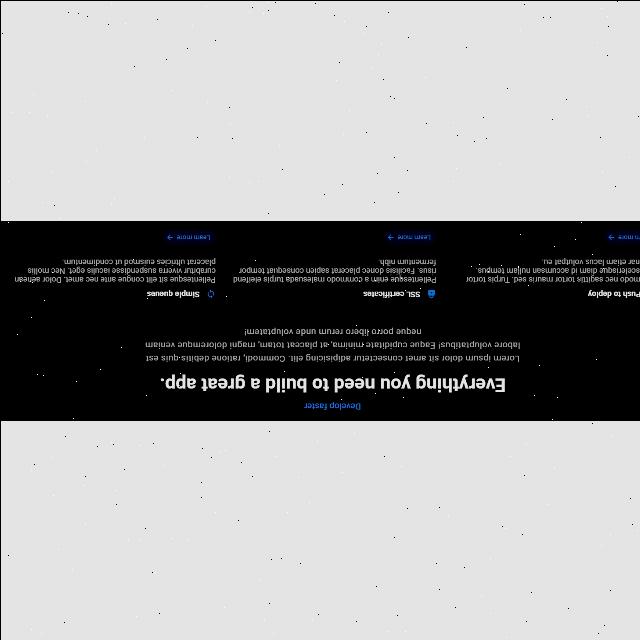 Develop faster
Everything you need to build a great app.
Lorem ipsum dolor sit amet consectetur adipisicing elit. Commodi, ratione debitis quis est
labore voluptatibus! Eaque cupiditate minima, at placeat totam, magni doloremque veniam
neque porro libero rerum unde voluptatem!
Push to deploy
modo nec sagittis tortor mauris sed. Turpis tortor
scelerisque diam id accumsan nullam tempus.
nar etiam lacus volutpat eu.
more →
SSL certificates
Pellentesque enim a commodo malesuada turpis eleifend
risus. Facilisis donec placerat sapien consequat tempor
fermentum nibh.
Learn more →
Simple queues
Pellentesque est elit congue ante nec amet. Dolor aenean
curabitur viverra suspendisse iaculis eget. Nec mollis
placerat ultricies euismod ut condimentum.
Learn more →